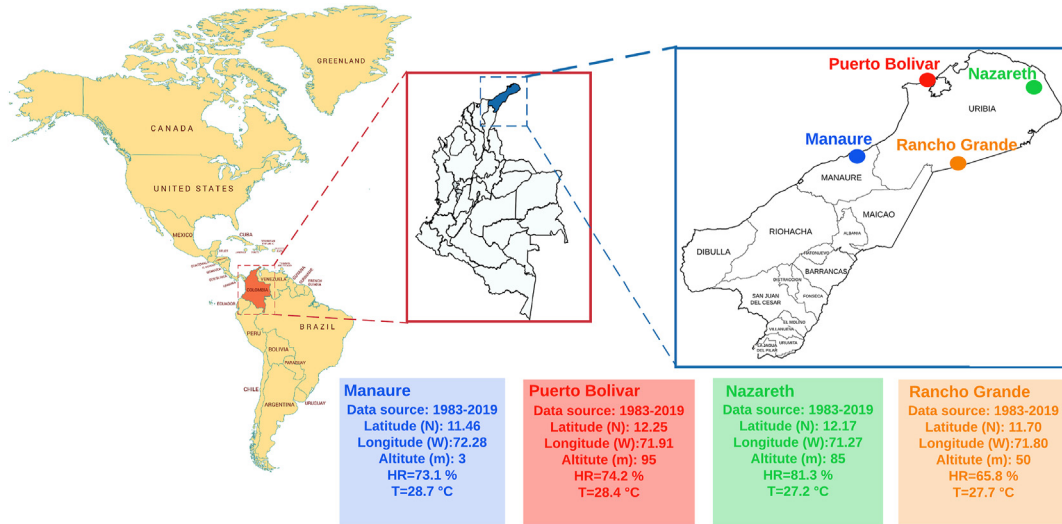 GREENLAND
CANADA
UNITED STATES
MEXICO
CUBA
VENEZUELA
COLOMBIA
ECUADOR
PERU
BRAZIL
BOLIVIA
PARAGUAY
CHILE
ARGENTINA
URUGUAY
Puerto Bolivar
Nazareth
URIBIA
Manaure
Rancho Grande
MANAURE
MAICAO
RIOHACHA
ALBANIA
DIBULLA
HATONUEVO
BARRANCAS
DISTRACCION
SAN JUAN
DEL CESAR
FONSECA
EL MOLINO
VILLANUEVA
URUMITA
LA JAGUA
DEL PILAR
Manaure
Data source: 1983-2019
Latitude (N): 11.46
Longitude (W):72.28
Altitute (m): 3
HR=73.1 %
T=28.7 °C
Puerto Bolivar
Data source: 1983-2019
Latitude (N): 12.25
Longitude (W):71.91
Altitute (m): 95
HR=74.2 %
T=28.4 °C
Nazareth
Data source: 1983-2019
Latitude (N): 12.17
Longitude (W):71.27
Altitute (m): 85
HR=81.3 %
T=27.2 °C
Rancho Grande
Data source: 1983-2019
Latitude (N): 11.70
Longitude (W): 71.80
Altitute (m): 50
HR=65.8 %
T=27.7 °C